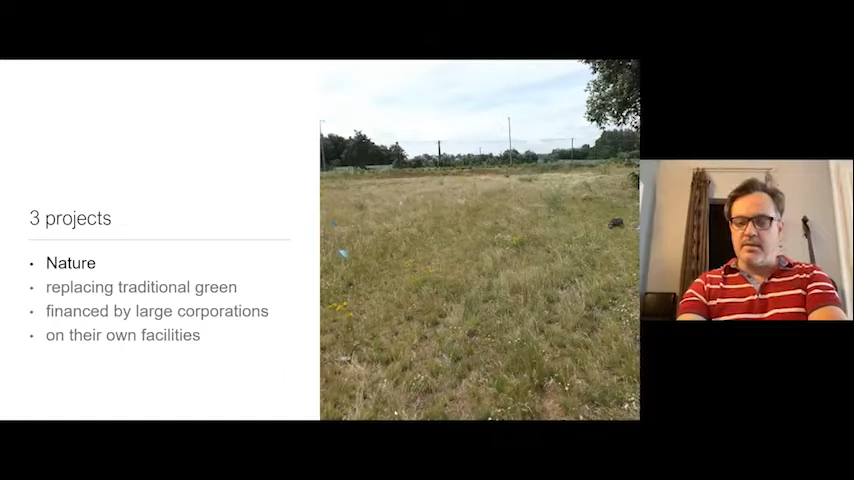 3 projects
• Nature
• replacing traditional green
• financed by large corporations
• on their own facilities